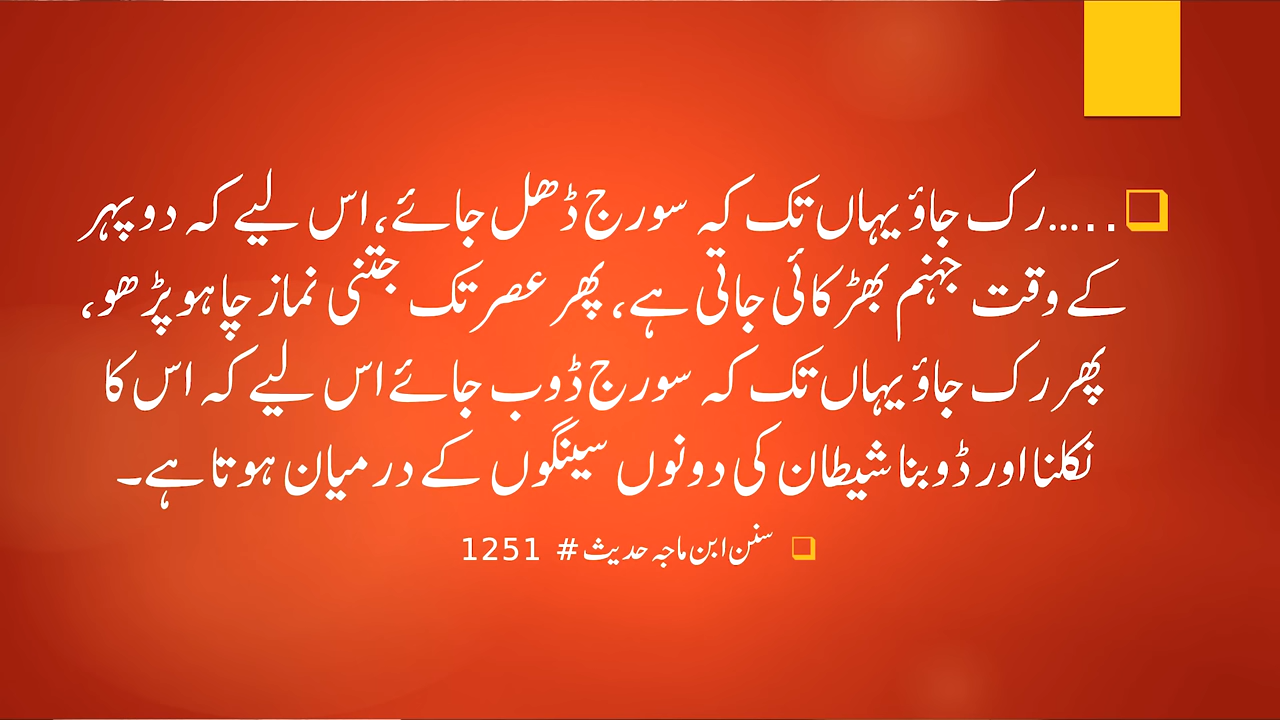 .....رک جاؤ یہاں تک کہ سورج ڈھل جائے، اس لیے کہ دوپہر
کے وقت جہنم بھڑکائی جاتی ہے، پھر عصر تک جتنی نماز چاہو پڑھو،
پھر رک جاؤ یہاں تک کہ سورج ڈوب جائے اس لیے کہ اس کا
نکلنا اور ڈوبنا شیطان کی دونوں سینگوں کے درمیان ہوتا ہے۔
سنن ابن ماجہ حدیث # 1251